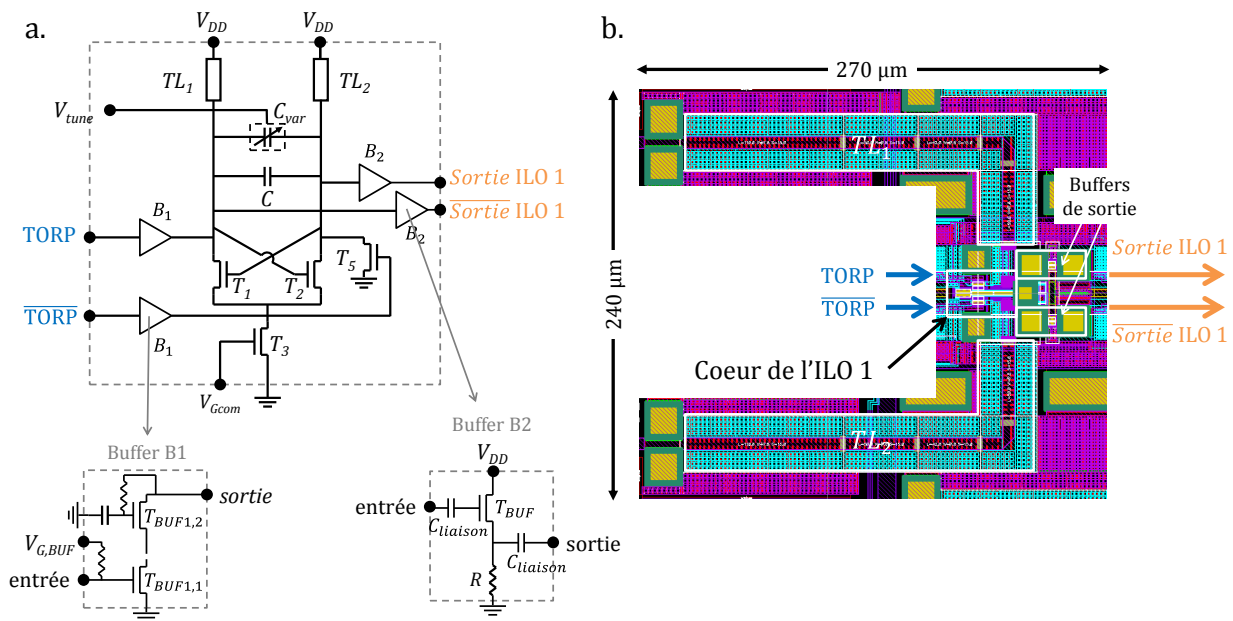 a.
V_DD
V_DD
TL_1
TL_2
V_tune
C_var
B_2
Sortie ILO 1
C
Sortie ILO 1
B_2
TORP
B_1
T_5
T_1
T_2
TORP
B_1
T_3
V_Gcom
Buffer B1
sortie
T_BUF1,2
V_G,BUF
entrée
T_BUF1,1
Buffer B2
V_DD
entrée
T_BUF
C_liaison
sortie
C_liaison
R
b.
270 µm
240 µm
TL_1
Buffers
de sortie
Sortie ILO 1
TORP
TORP
Sortie ILO 1
Coeur de l'ILO 1
TL_2